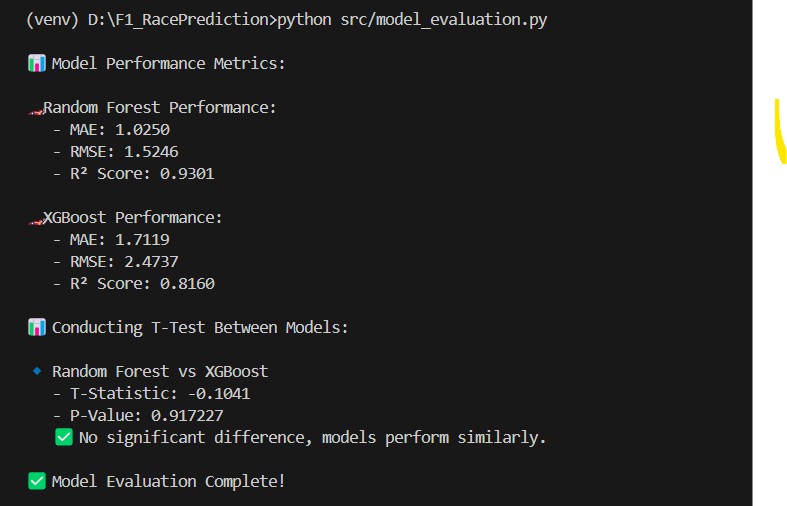 (venv) D:\F1_RacePrediction>python src/model_evaluation.py
📊 Model Performance Metrics:
🏎️Random Forest Performance:
- MAE: 1.0250
- RMSE: 1.5246
- R² Score: 0.9301
🏎️XGBoost Performance:
- MAE: 1.7119
- RMSE: 2.4737
- R² Score: 0.8160
📊 Conducting T-Test Between Models:
🔹 Random Forest vs XGBoost
- T-Statistic: -0.1041
- P-Value: 0.917227
✅ No significant difference, models perform similarly.
✅ Model Evaluation Complete!